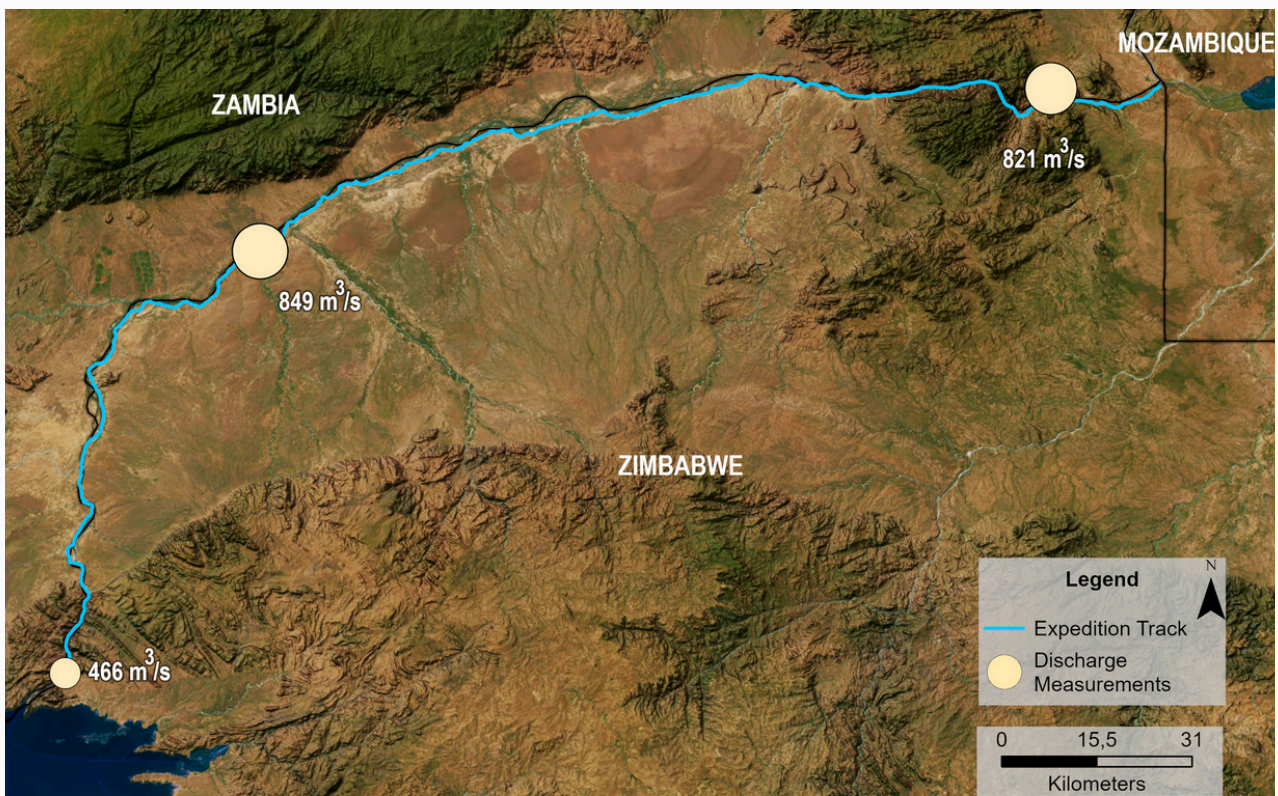 MOZAMBIQUE
ZAMBIA
821 m³/s
849 m³/s
ZIMBABWE
466 m³/s
Legend
N
Expedition Track
Discharge
Measurements
0 15,5 31
Kilometers